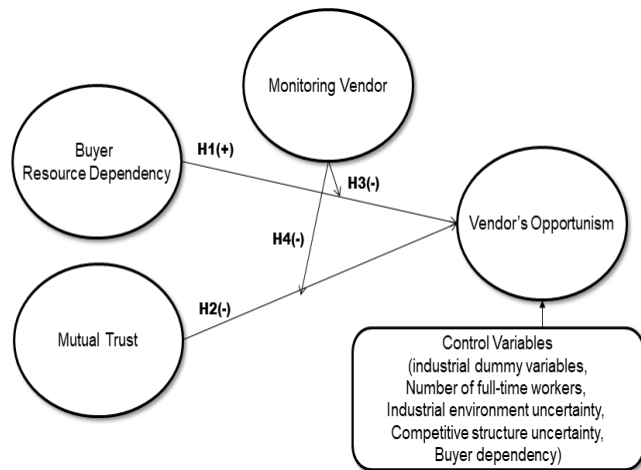 Monitoring Vendor
Buyer
Resource Dependency
H1(+)
H3(-)
Vendor's Opportunism
H4(-)
H2(-)
Mutual Trust
Control Variables
(industrial dummy variables,
Number of full-time workers,
Industrial environment uncertainty,
Competitive structure uncertainty,
Buyer dependency)